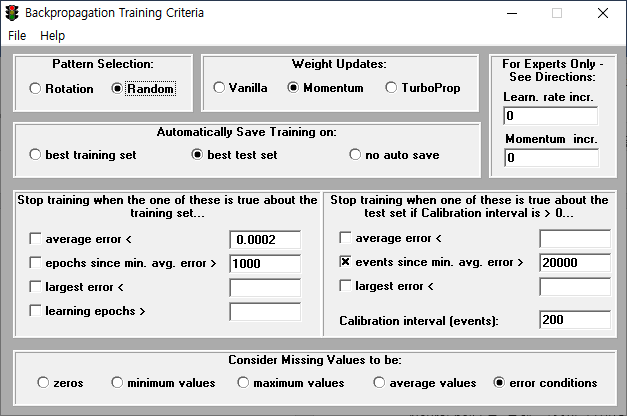 Backpropagation Training Criteria
File Help
Pattern Selection:
Rotation Random
Weight Updates:
Vanilla Momentum TurboProp
For Experts Only -
See Directions:
Learn. rate incr.
0
Momentum incr.
0
Automatically Save Training on:
best training set best test set no auto save
Stop training when the one of these is true about the
training set...
average error < 0.0002
epochs since min. avg. error > 1000
largest error <
learning epochs >
Stop training when one of these is true about the
test set if Calibration interval is > 0...
average error <
events since min. avg. error > 20000
largest error <
Calibration interval (events): 200
Consider Missing Values to be:
zeros minimum values maximum values average values error conditions